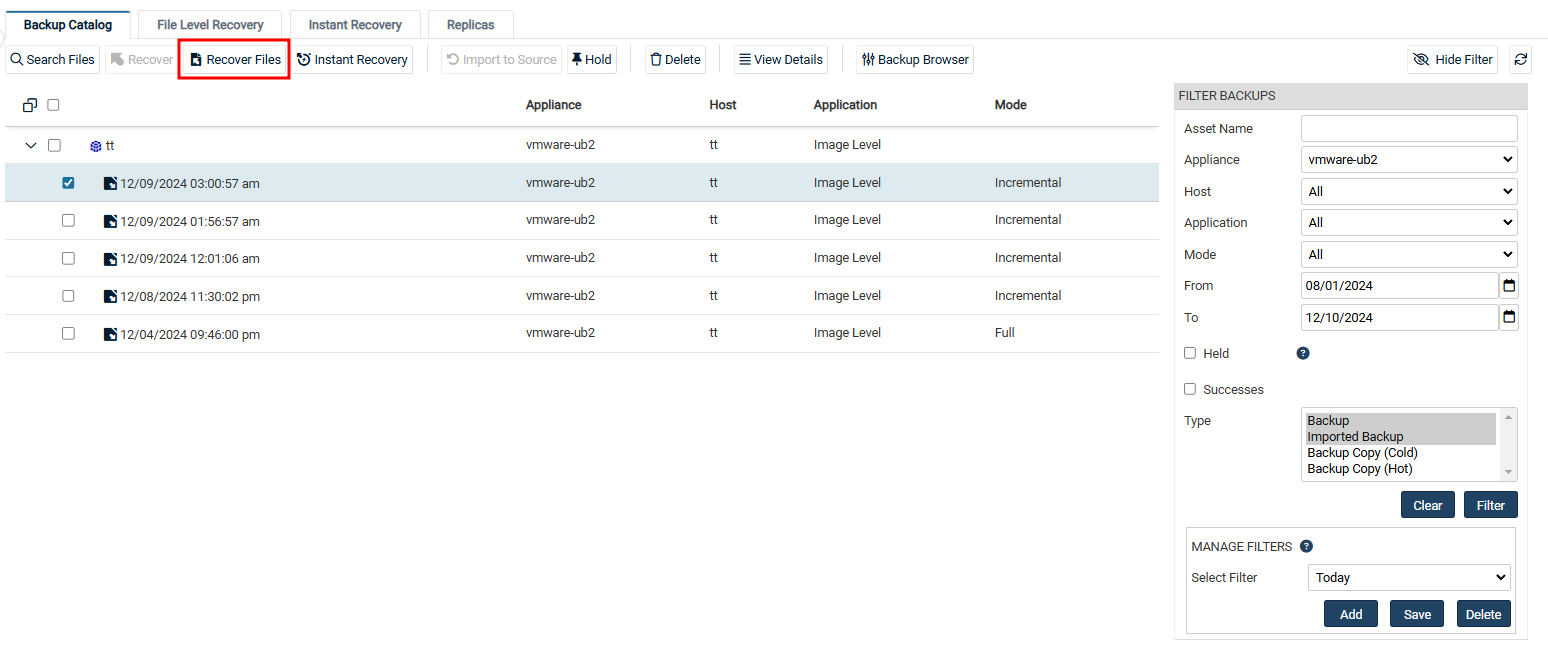 Backup Catalog File Level Recovery Instant Recovery Replicas
Search Files Recover Recover Files Instant Recovery Import to Source Hold Delete View Details Backup Browser Hide Filter
Appliance Host Application Mode
tt vmware-ub2 tt Image Level
12/09/2024 03:00:57 am vmware-ub2 tt Image Level Incremental
12/09/2024 01:56:57 am vmware-ub2 tt Image Level Incremental
12/09/2024 12:01:06 am vmware-ub2 tt Image Level Incremental
12/08/2024 11:30:02 pm vmware-ub2 tt Image Level Incremental
12/04/2024 09:46:00 pm vmware-ub2 tt Image Level Full
FILTER BACKUPS
Asset Name
Appliance vmware-ub2
Host All
Application All
Mode All
From 08/01/2024
To 12/10/2024
Held ?
Successes
Type Backup
Imported Backup
Backup Copy (Cold)
Backup Copy (Hot)
Clear Filter
MANAGE FILTERS ?
Select Filter Today
Add Save Delete